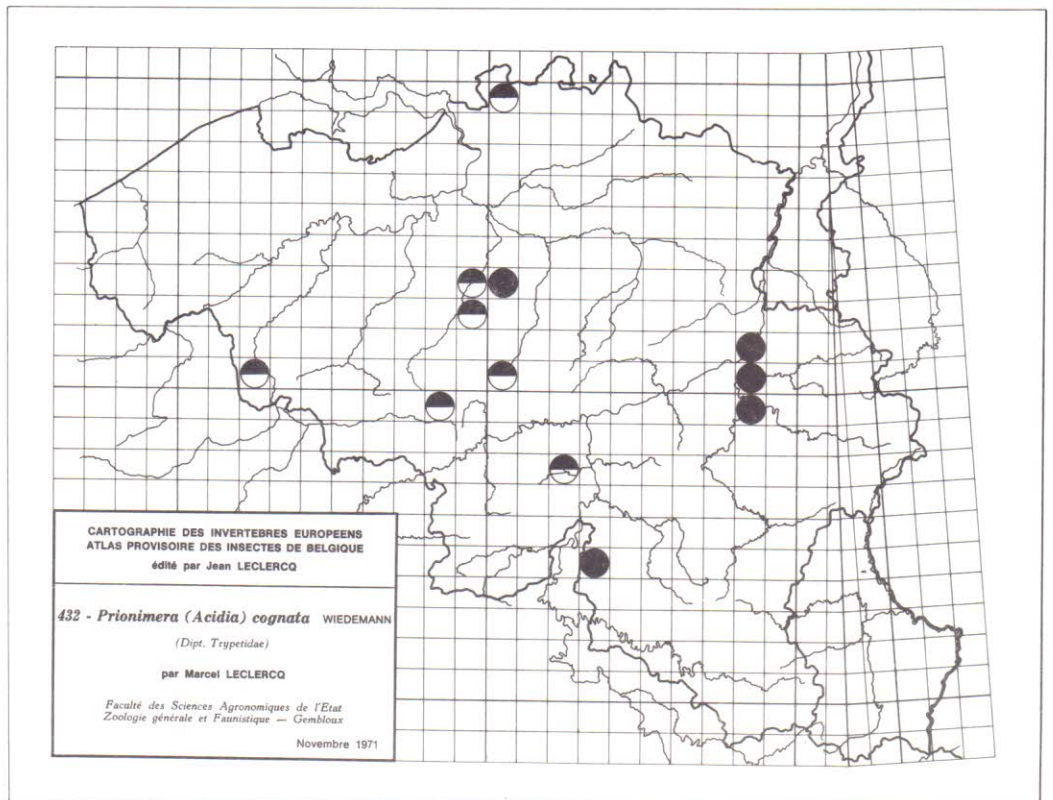 CARTOGRAPHIE DES INVERTEBRES EUROPEENS
ATLAS PROVISOIRE DES INSECTES DE BELGIQUE
édité par Jean LECLERCQ
432 - Prionimera (Acidia) cognata WIEDEMANN
(Dipt. Trypetidae)
par Marcel LECLERCQ
Faculté des Sciences Agronomiques de l'Etat
Zoologie générale et Faunistique — Gembloux
Novembre 1971